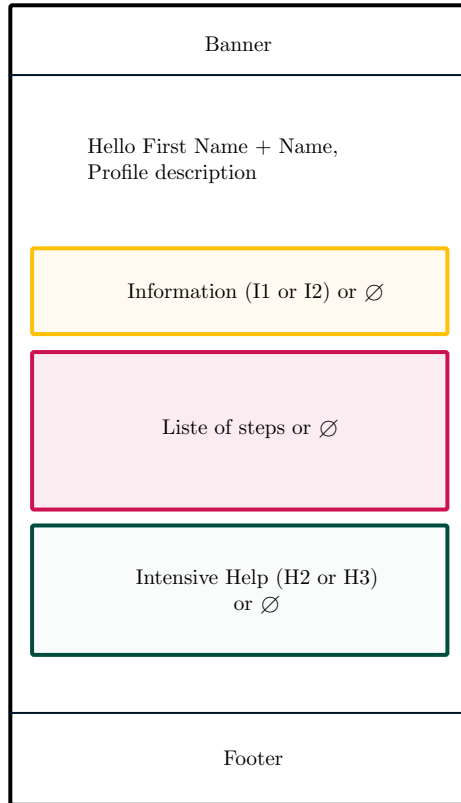 Banner
Hello First Name + Name,
Profile description
Information (I1 or I2) or ∅
Liste of steps or ∅
Intensive Help (H2 or H3)
or ∅
Footer